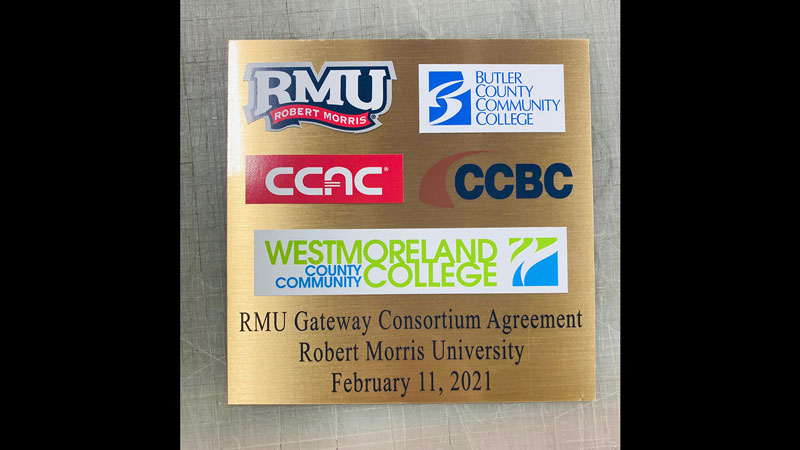 RMU
ROBERT MORRIS®
BUTLER
COUNTY
COMMUNITY
COLLEGE
CCAC®
CCBC
WESTMORELAND
COUNTY
COMMUNITY
COLLEGE
RMU Gateway Consortium Agreement
Robert Morris University
February 11, 2021